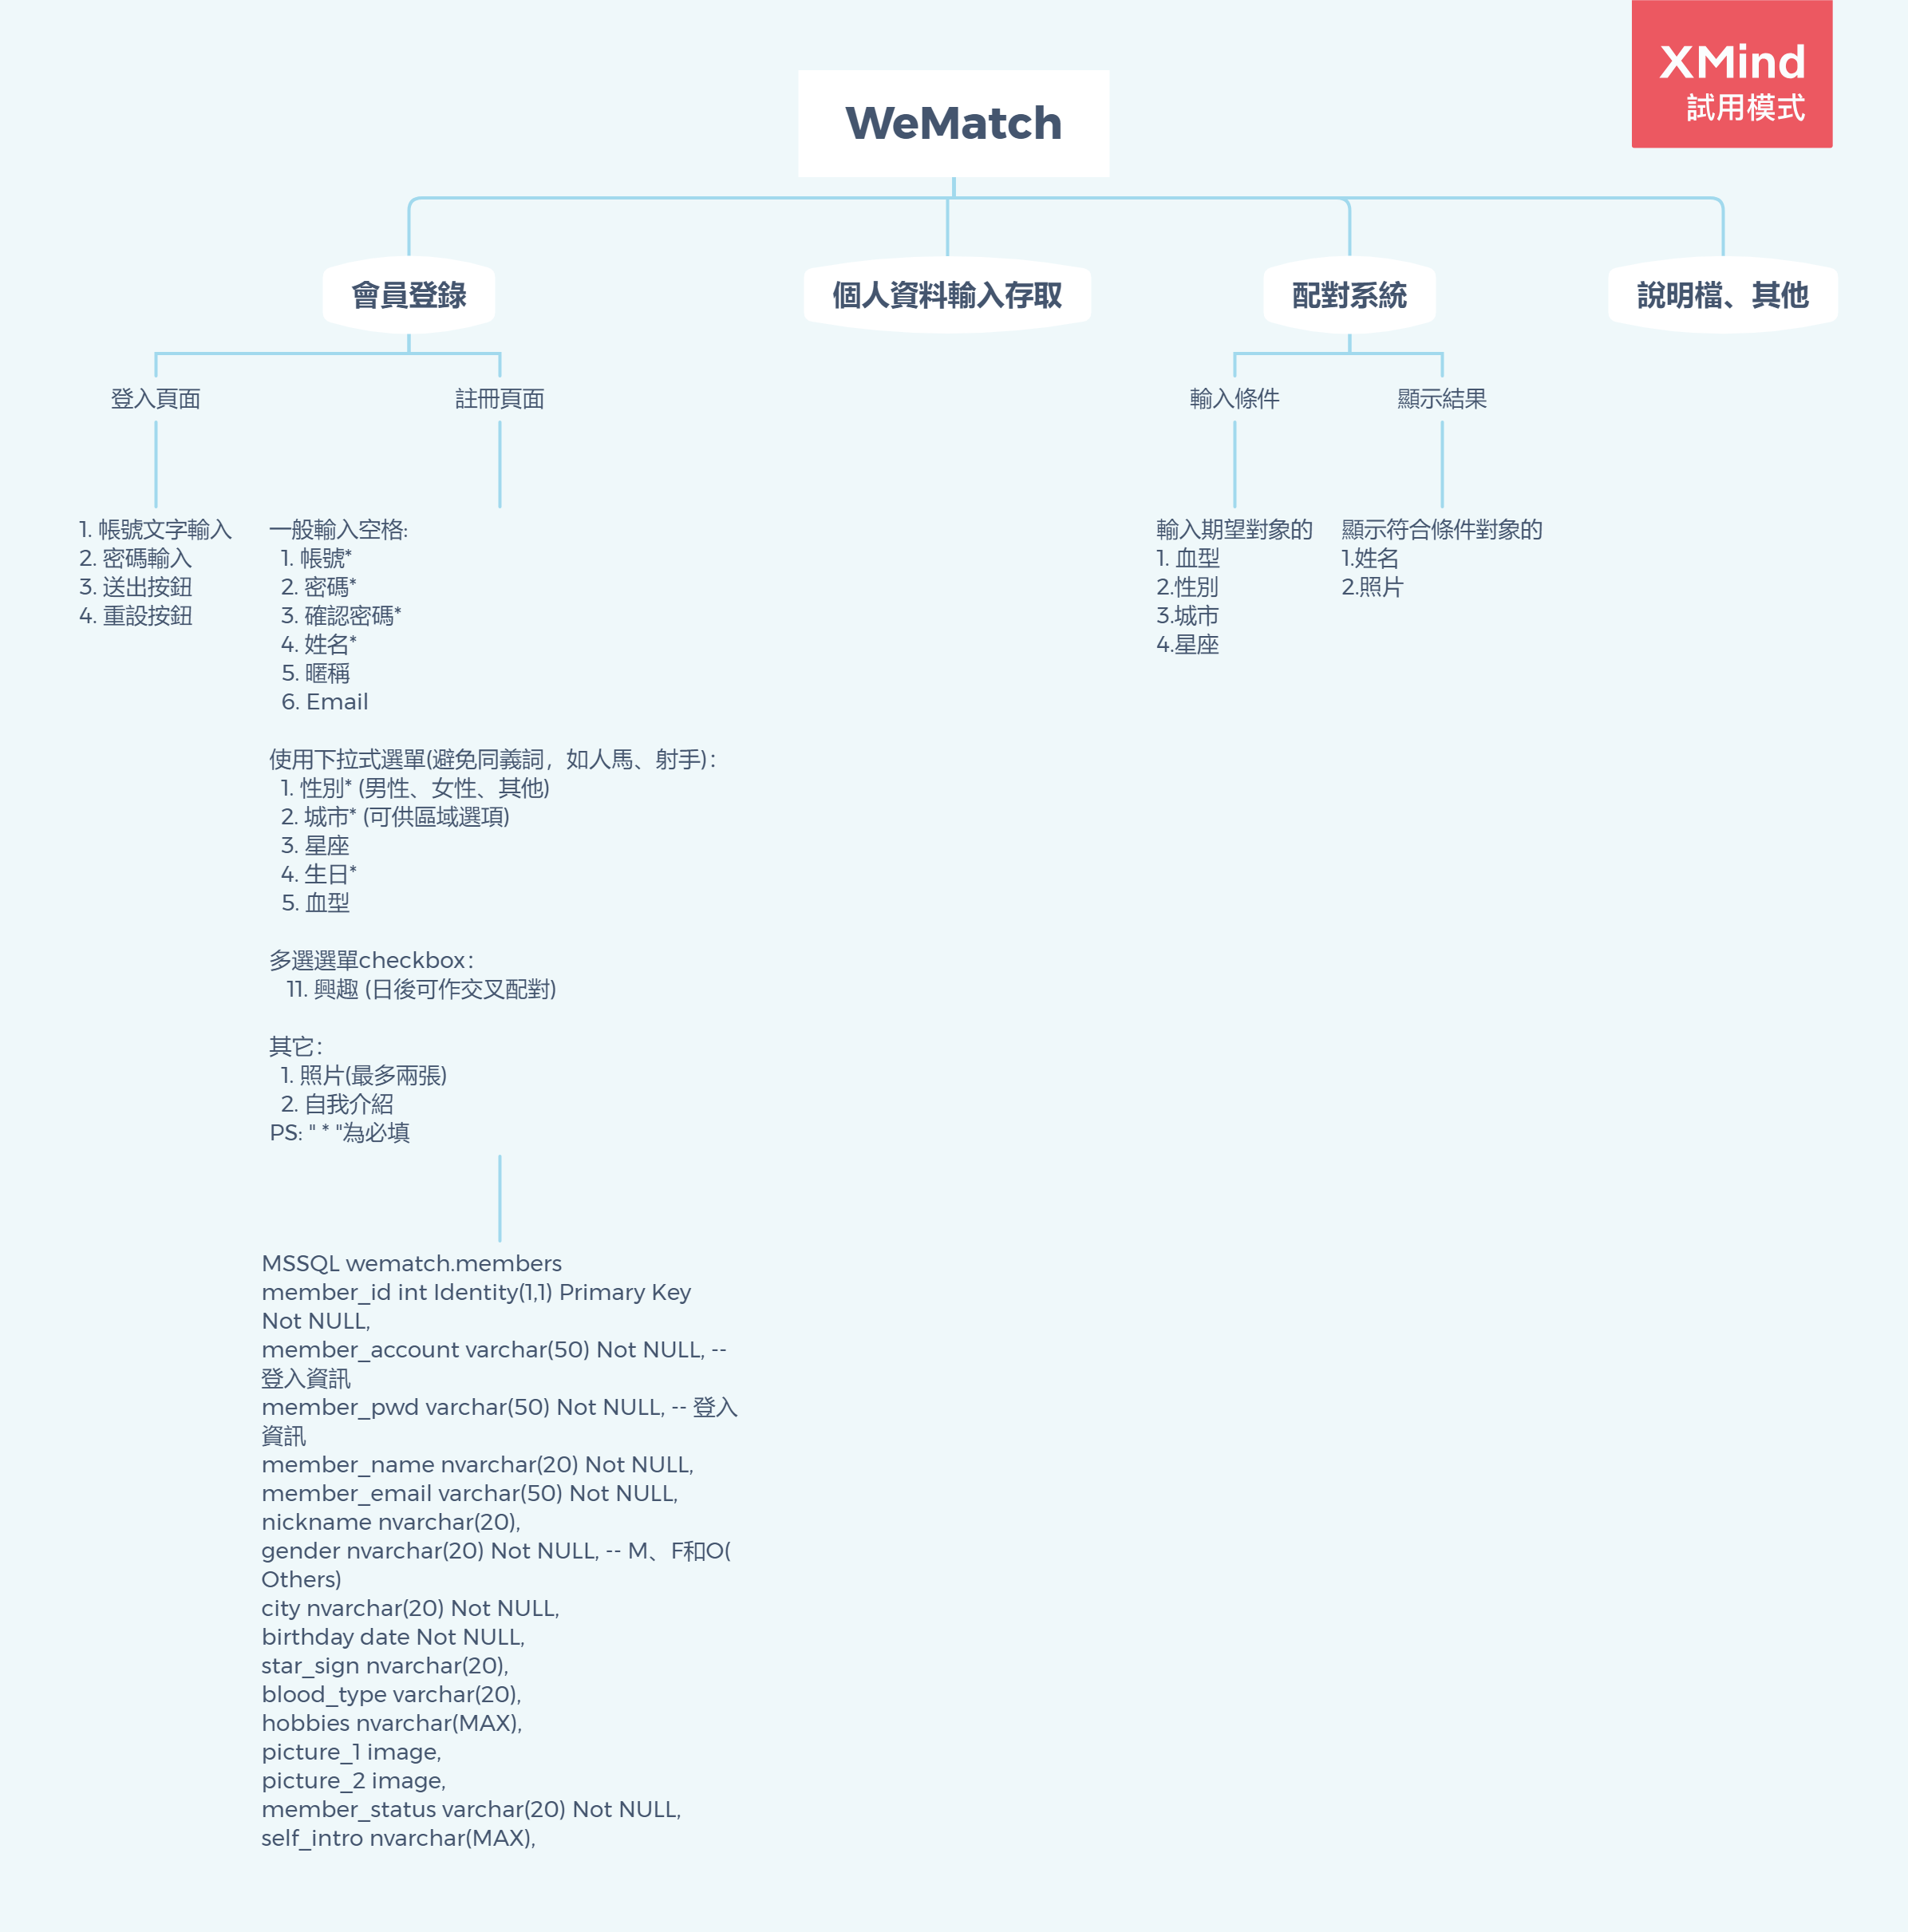 XMind
試用模式
WeMatch
會員登錄
個人資料輸入存取
配對系統
說明檔、其他
登入頁面
註冊頁面
輸入條件
顯示結果
1. 帳號文字輸入
2. 密碼輸入
3. 送出按鈕
4. 重設按鈕
一般輸入空格:
1. 帳號*
2. 密碼*
3. 確認密碼*
4. 姓名*
5. 暱稱
6. Email
使用下拉式選單(避免同義詞，如人馬、射手)：
1. 性別* (男性、女性、其他)
2. 城市* (可供區域選項)
3. 星座
4. 生日*
5. 血型
多選選單checkbox：
11. 興趣 (日後可作交叉配對)
其它：
1. 照片(最多兩張)
2. 自我介紹
PS: " * "為必填
輸入期望對象的
1. 血型
2.性別
3.城市
4.星座
顯示符合條件對象的
1.姓名
2.照片
MSSQL wematch.members
member_id int Identity(1,1) Primary Key
Not NULL,
member_account varchar(50) Not NULL, --
登入資訊
member_pwd varchar(50) Not NULL, -- 登入
資訊
member_name nvarchar(20) Not NULL,
member_email varchar(50) Not NULL,
nickname nvarchar(20),
gender nvarchar(20) Not NULL, -- M、F和O(
Others)
city nvarchar(20) Not NULL,
birthday date Not NULL,
star_sign nvarchar(20),
blood_type varchar(20),
hobbies nvarchar(MAX),
picture_1 image,
picture_2 image,
member_status varchar(20) Not NULL,
self_intro nvarchar(MAX),